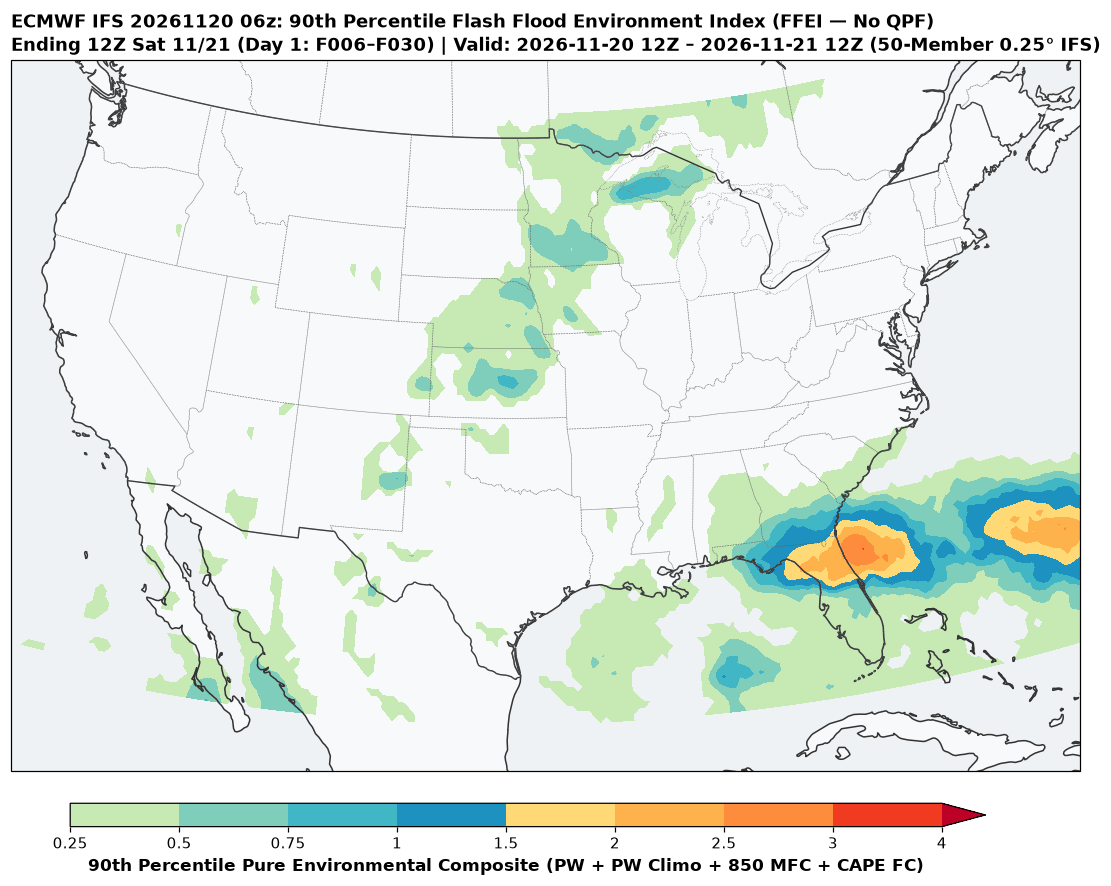 ECMWF IFS 20261120 06z: 90th Percentile Flash Flood Environment Index (FFEI — No QPF)
Ending 12Z Sat 11/21 (Day 1: F006–F030) | Valid: 2026-11-20 12Z – 2026-11-21 12Z (50-Member 0.25° IFS)
0.25 0.5 0.75 1 1.5 2 2.5 3 4
90th Percentile Pure Environmental Composite (PW + PW Climo + 850 MFC + CAPE FC)